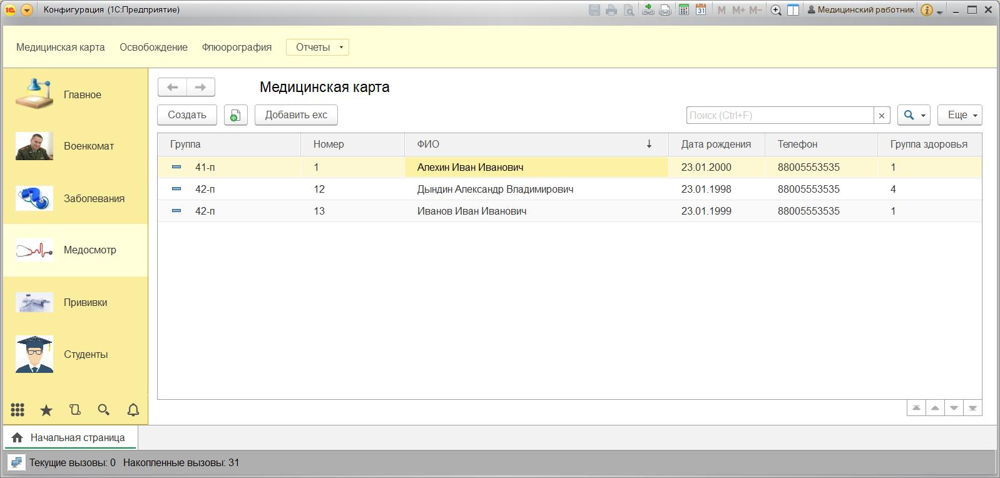 Конфигурация (1С:Предприятие)
M M+ M− Медицинский работник
Медицинская карта Освобождение Флюорография Отчеты
Главное
Военкомат
Заболевания
Медосмотр
Прививки
Студенты
Медицинская карта
Создать Добавить exc Поиск (Ctrl+F) Еще
Группа Номер ФИО Дата рождения Телефон Группа здоровья
41-п 1 Алехин Иван Иванович 23.01.2000 88005553535 1
42-п 12 Дындин Александр Владимирович 23.01.1998 88005553535 4
42-п 13 Иванов Иван Иванович 23.01.1999 88005553535 1
Начальная страница
Текущие вызовы: 0 Накопленные вызовы: 31